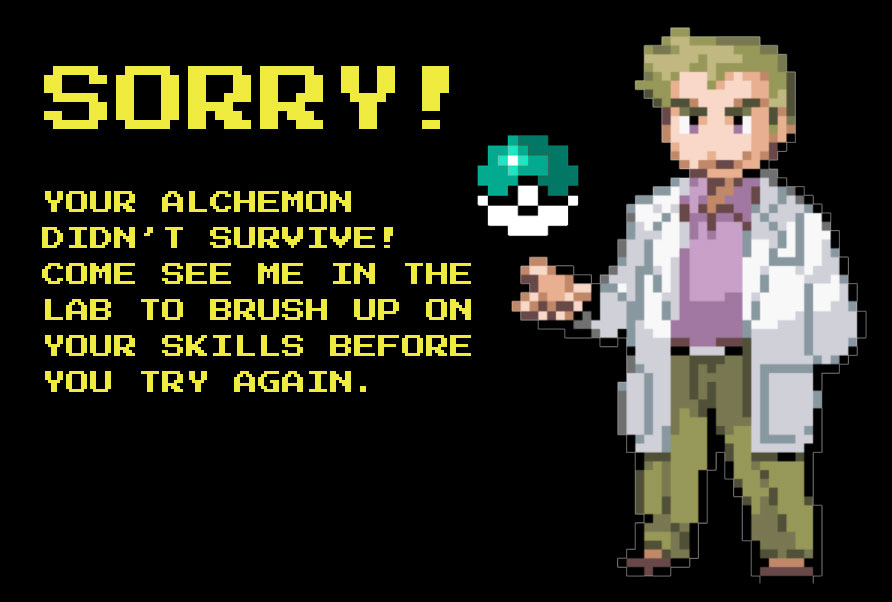 SORRY!
YOUR ALCHEMON
DIDN'T SURVIVE!
COME SEE ME IN THE
LAB TO BRUSH UP ON
YOUR SKILLS BEFORE
YOU TRY AGAIN.